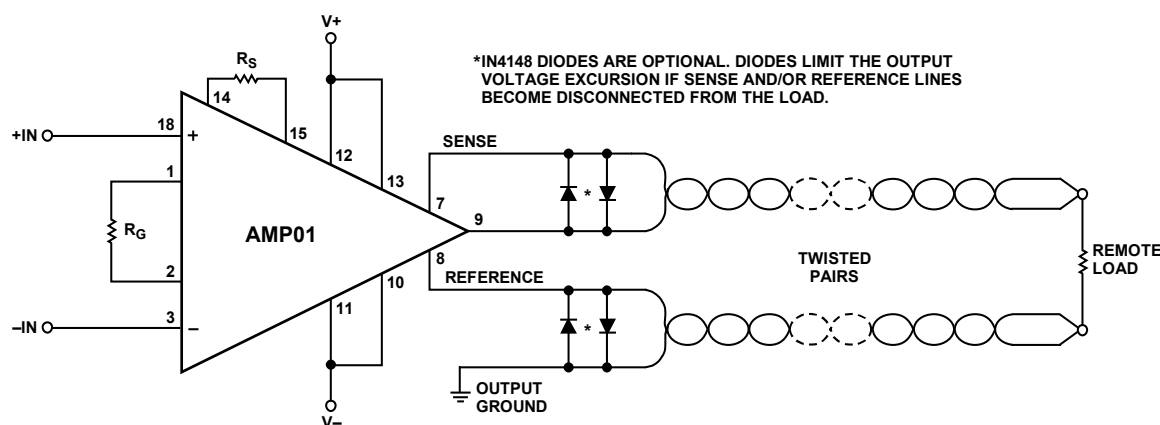 V+
*IN4148 DIODES ARE OPTIONAL. DIODES LIMIT THE OUTPUT
VOLTAGE EXCURSION IF SENSE AND/OR REFERENCE LINES
BECOME DISCONNECTED FROM THE LOAD.
RS
14
15
+IN
18
+
12
SENSE
1
13
7
*
9
RG
AMP01
8
TWISTED
PAIRS
REMOTE
LOAD
2
10
REFERENCE
11
–IN
3
–
*
OUTPUT
GROUND
V–